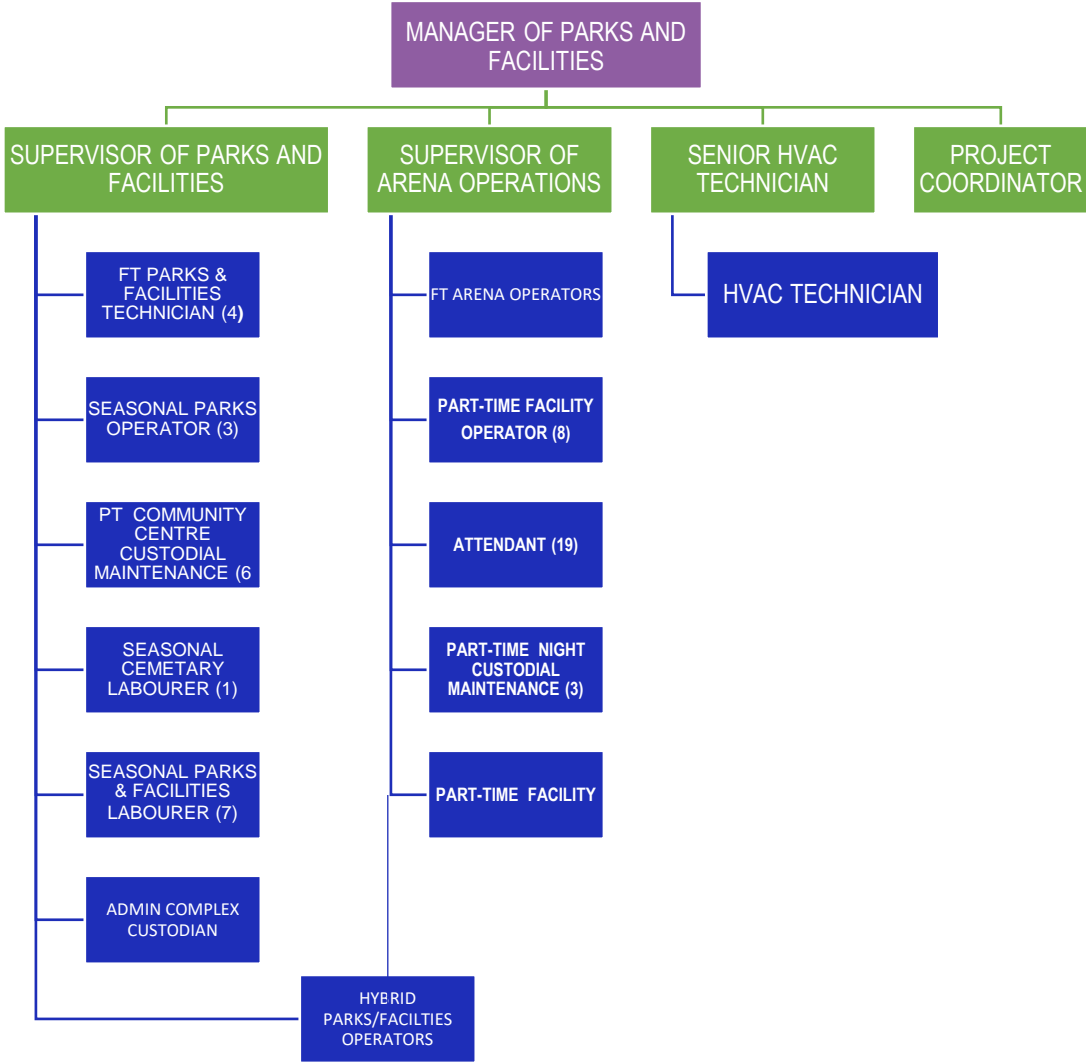 MANAGER OF PARKS AND
FACILITIES
SUPERVISOR OF PARKS AND
FACILITIES
SUPERVISOR OF
ARENA OPERATIONS
SENIOR HVAC
TECHNICIAN
PROJECT
COORDINATOR
FT PARKS &
FACILITIES
TECHNICIAN (4)
SEASONAL PARKS
OPERATOR (3)
PT COMMUNITY
CENTRE
CUSTODIAL
MAINTENANCE (6
SEASONAL
CEMETARY
LABOURER (1)
SEASONAL PARKS
& FACILITIES
LABOURER (7)
ADMIN COMPLEX
CUSTODIAN
FT ARENA OPERATORS
PART-TIME FACILITY
OPERATOR (8)
ATTENDANT (19)
PART-TIME NIGHT
CUSTODIAL
MAINTENANCE (3)
PART-TIME FACILITY
HVAC TECHNICIAN
HYBRID
PARKS/FACILTIES
OPERATORS